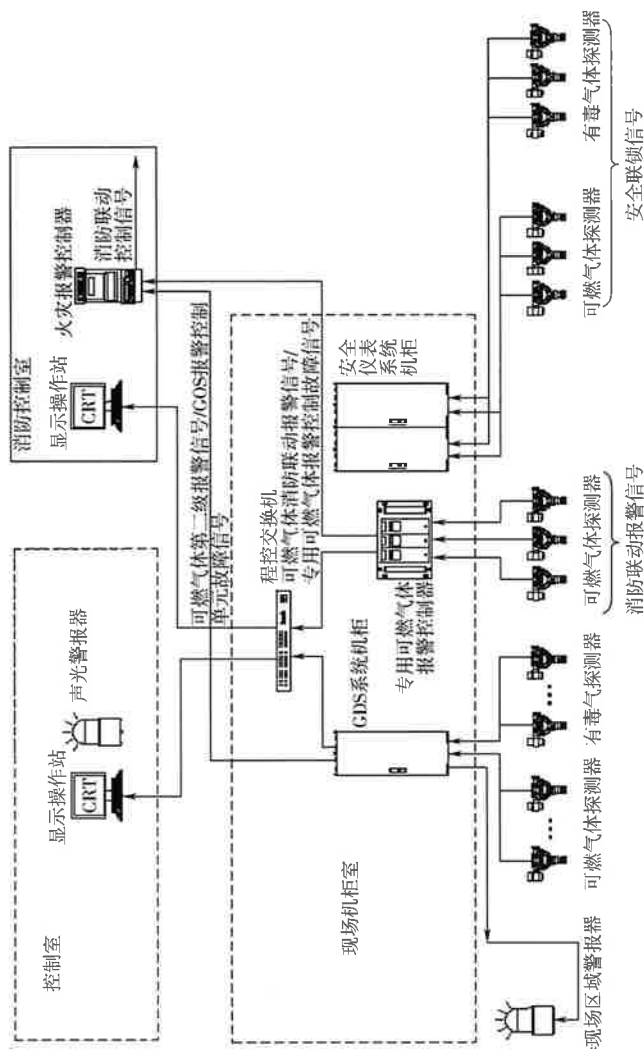 控制室
显示操作站
CRT
声光警报器
消防控制室
显示操作站
CRT
火灾报警控制器
消防联动
控制信号
可燃气体第二级报警信号/GOS报警控制
单元故障信号
程控交换机
可燃气体消防联动报警信号/
专用可燃气体报警控制故障信号
现场机柜室
GDS系统机柜
专用可燃气体
报警控制器
安全
仪表系统
机柜
现场区域警报器
可燃气体探测器
有毒气探测器
可燃气体探测器
消防联动报警信号
可燃气体探测器
有毒气体探测器
安全联锁信号